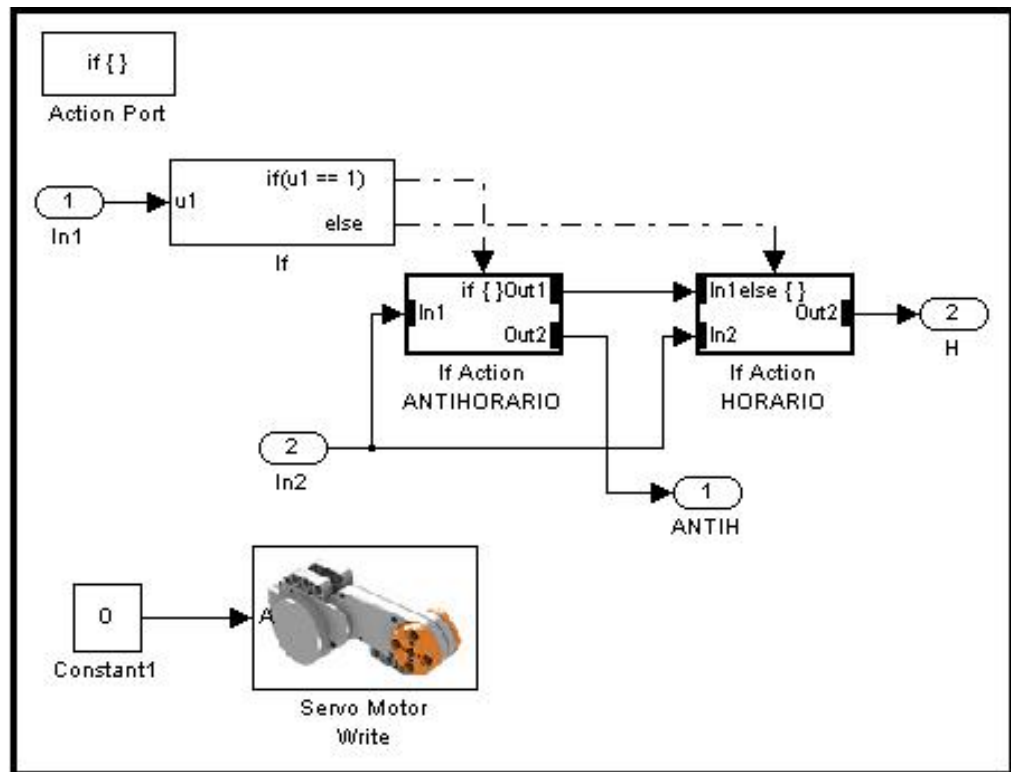 if { }
Action Port
1
In1
u1
if(u1 == 1)
else
If
In1
if { }
Out1
Out2
If Action
ANTIHORARIO
In1
else { }
In2
Out2
If Action
HORARIO
2
H
2
In2
1
ANTIH
0
Constant1
A
Servo Motor
Write